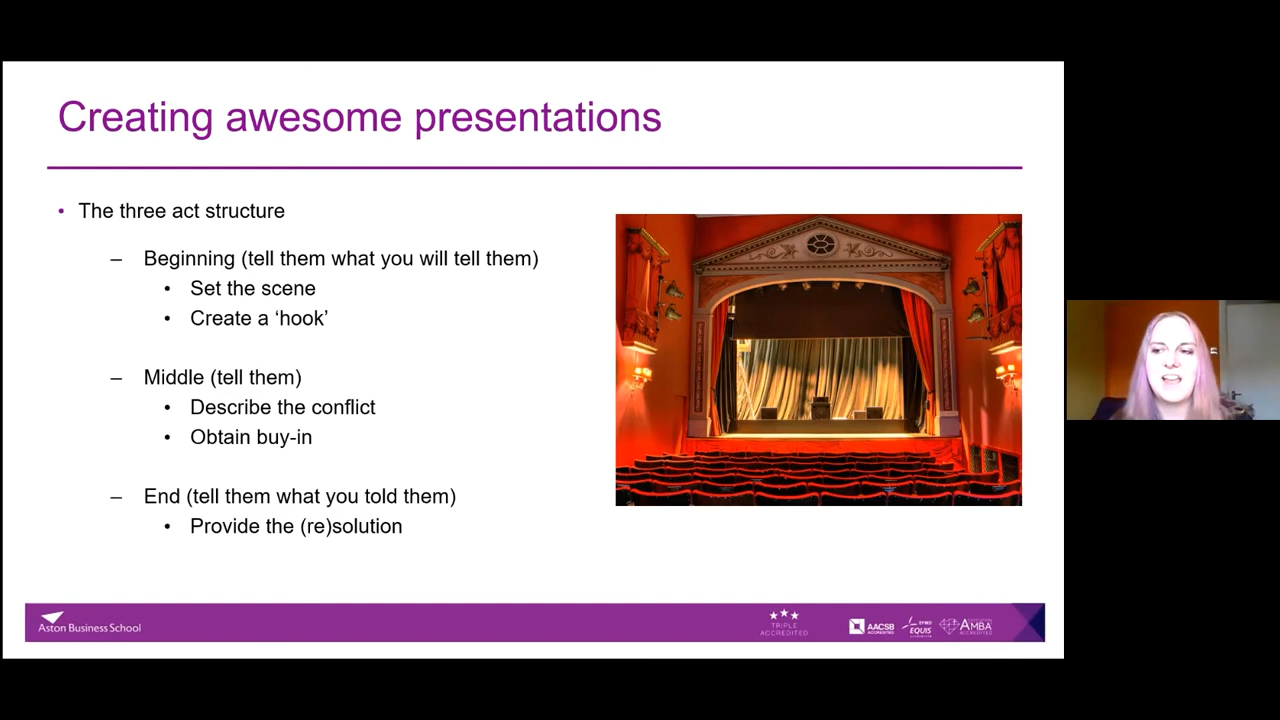 Creating awesome presentations
• The three act structure
– Beginning (tell them what you will tell them)
• Set the scene
• Create a ‘hook’
– Middle (tell them)
• Describe the conflict
• Obtain buy-in
– End (tell them what you told them)
• Provide the (re)solution
Aston Business School
TRIPLE
ACCREDITED
AACSB
ACCREDITED
EFMD
EQUIS
AMBA
ACCREDITED